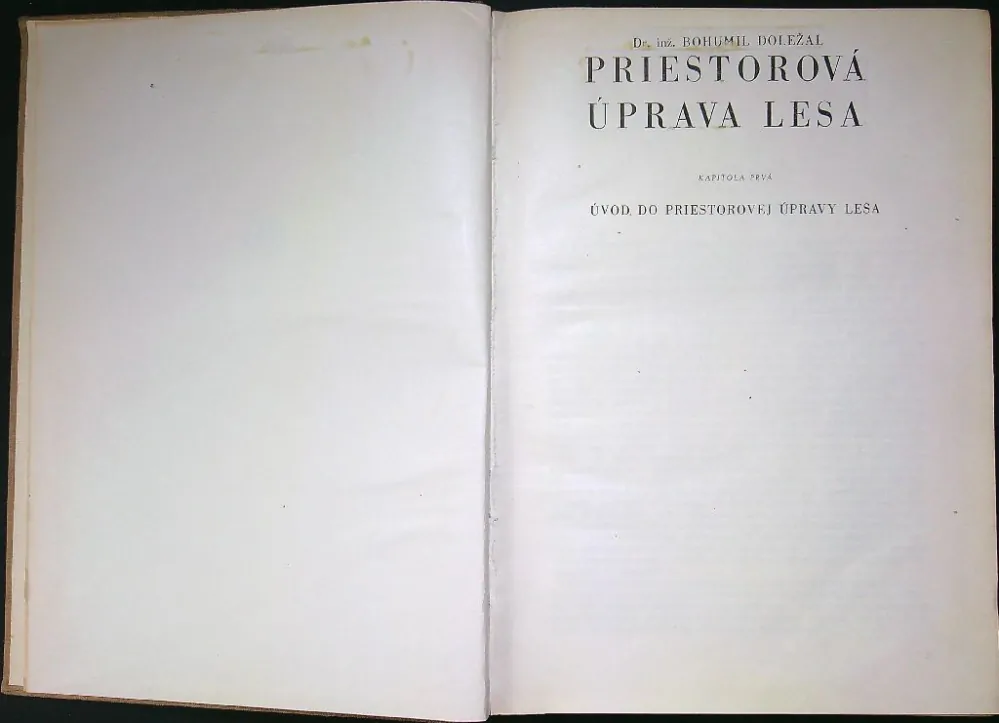 Dr. inž. BOHUMIL DOLEŽAL
PRIESTOROVÁ
ÚPRAVA LESA
KAPITOLA PRVÁ
ÚVOD DO PRIESTOROVEJ ÚPRAVY LESA